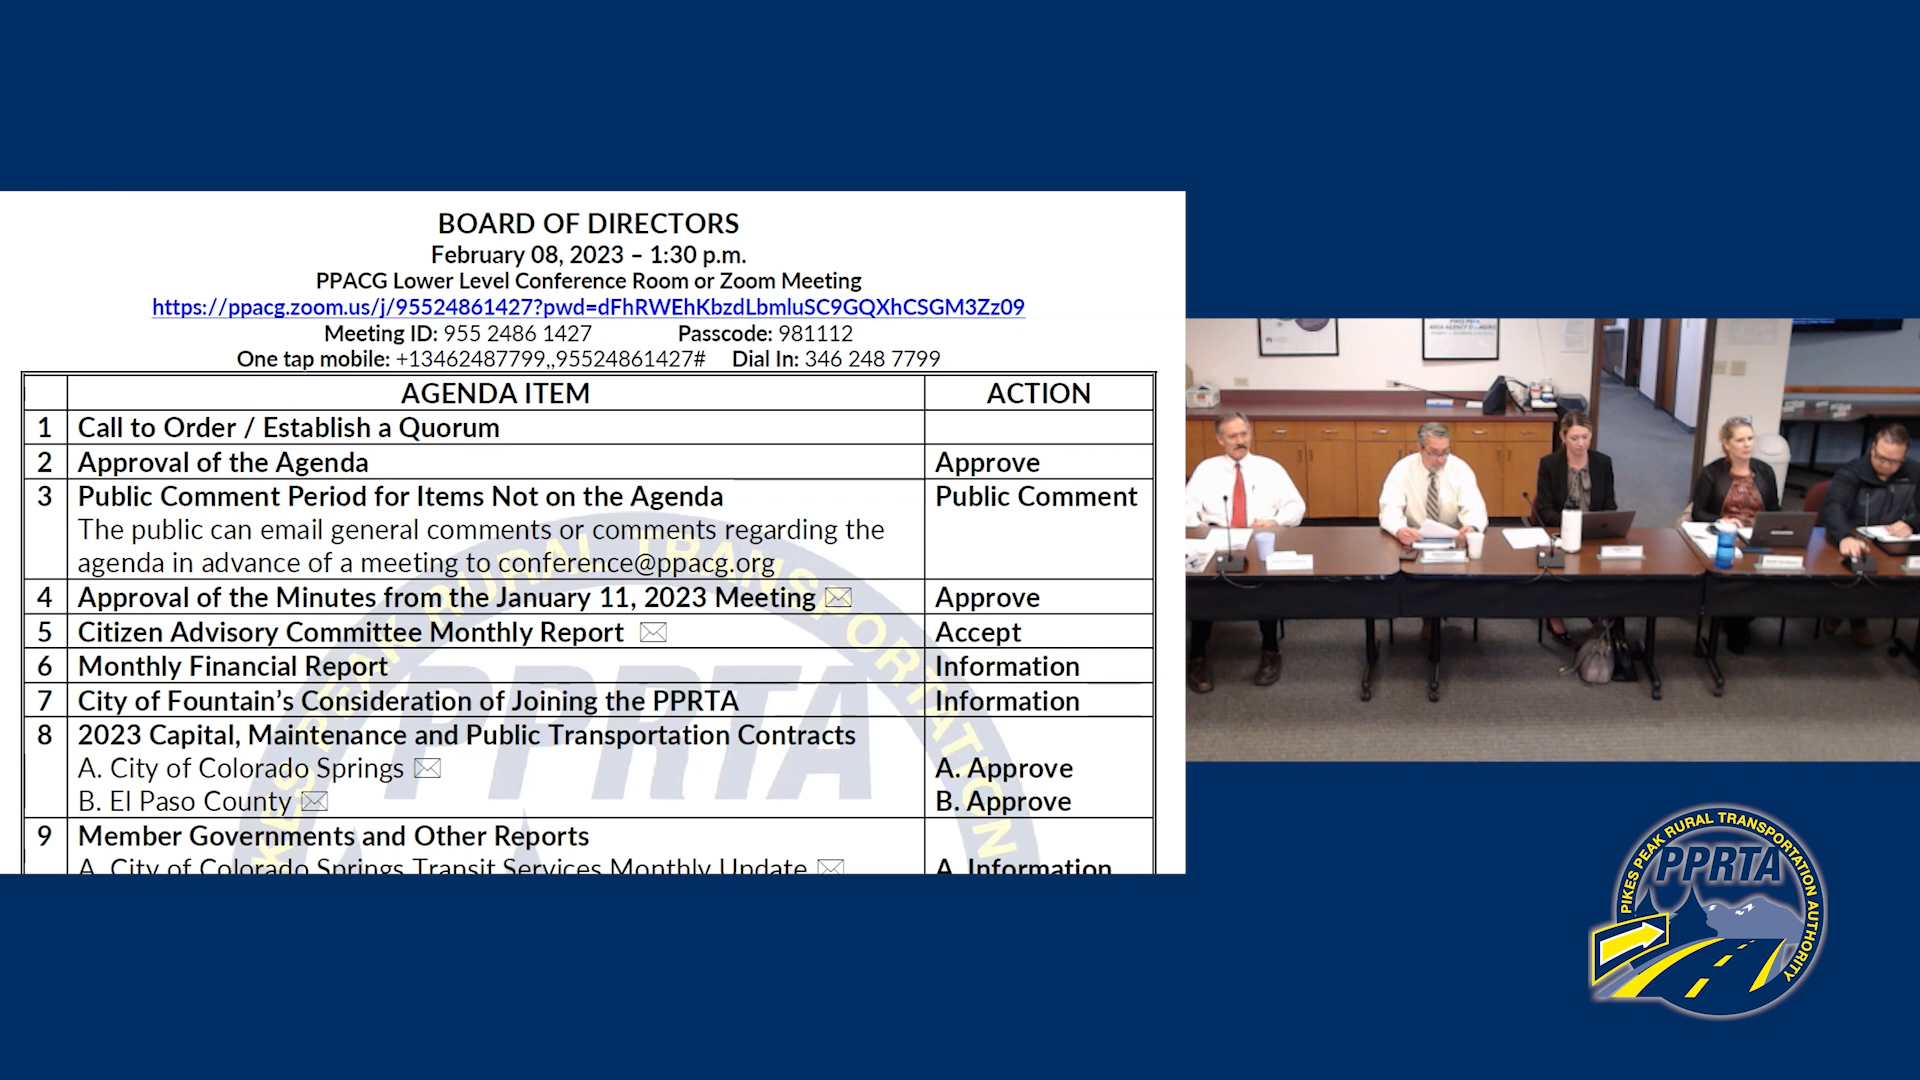 BOARD OF DIRECTORS
February 08, 2023 – 1:30 p.m.
PPACG Lower Level Conference Room or Zoom Meeting
https://ppacg.zoom.us/j/95524861427?pwd=dFhRWEhKbzdLbmluSC9GQXhCSGM3Zz09
Meeting ID: 955 2486 1427 Passcode: 981112
One tap mobile: +13462487799,,95524861427# Dial In: 346 248 7799
AGENDA ITEM ACTION
1 Call to Order / Establish a Quorum
2 Approval of the Agenda Approve
3 Public Comment Period for Items Not on the Agenda Public Comment
The public can email general comments or comments regarding the
agenda in advance of a meeting to conference@ppacg.org
4 Approval of the Minutes from the January 11, 2023 Meeting Approve
5 Citizen Advisory Committee Monthly Report Accept
6 Monthly Financial Report Information
7 City of Fountain's Consideration of Joining the PPRTA Information
8 2023 Capital, Maintenance and Public Transportation Contracts
A. City of Colorado Springs A. Approve
B. El Paso County B. Approve
9 Member Governments and Other Reports
A. City of Colorado Springs Transit Services Monthly Update A. Information
PIKES PEAK RURAL TRANSPORTATION AUTHORITY
PPRTA